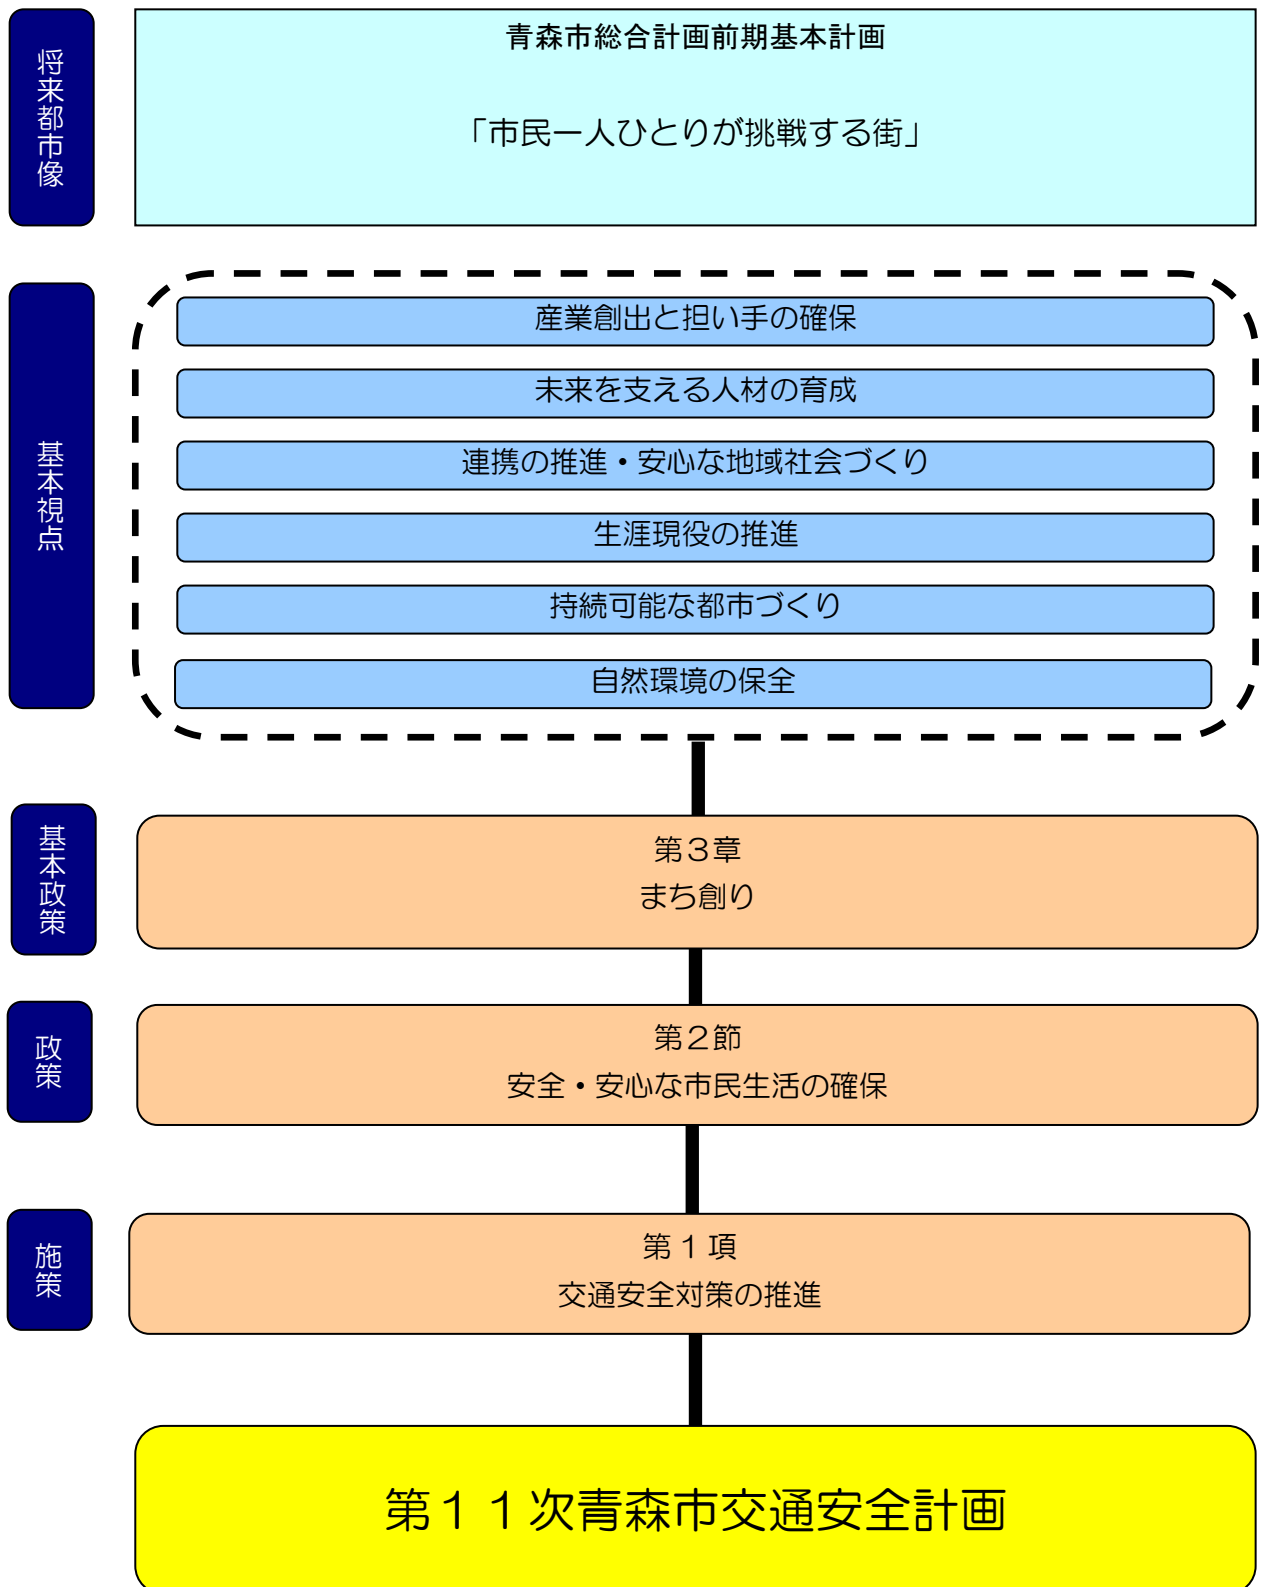 将来都市像
青森市総合計画前期基本計画
「市民一人ひとりが挑戦する街」
基本視点
産業創出と担い手の確保
未来を支える人材の育成
連携の推進・安心な地域社会づくり
生涯現役の推進
持続可能な都市づくり
自然環境の保全
基本政策
第３章
まち創り
政策
第２節
安全・安心な市民生活の確保
施策
第１項
交通安全対策の推進
第１１次青森市交通安全計画